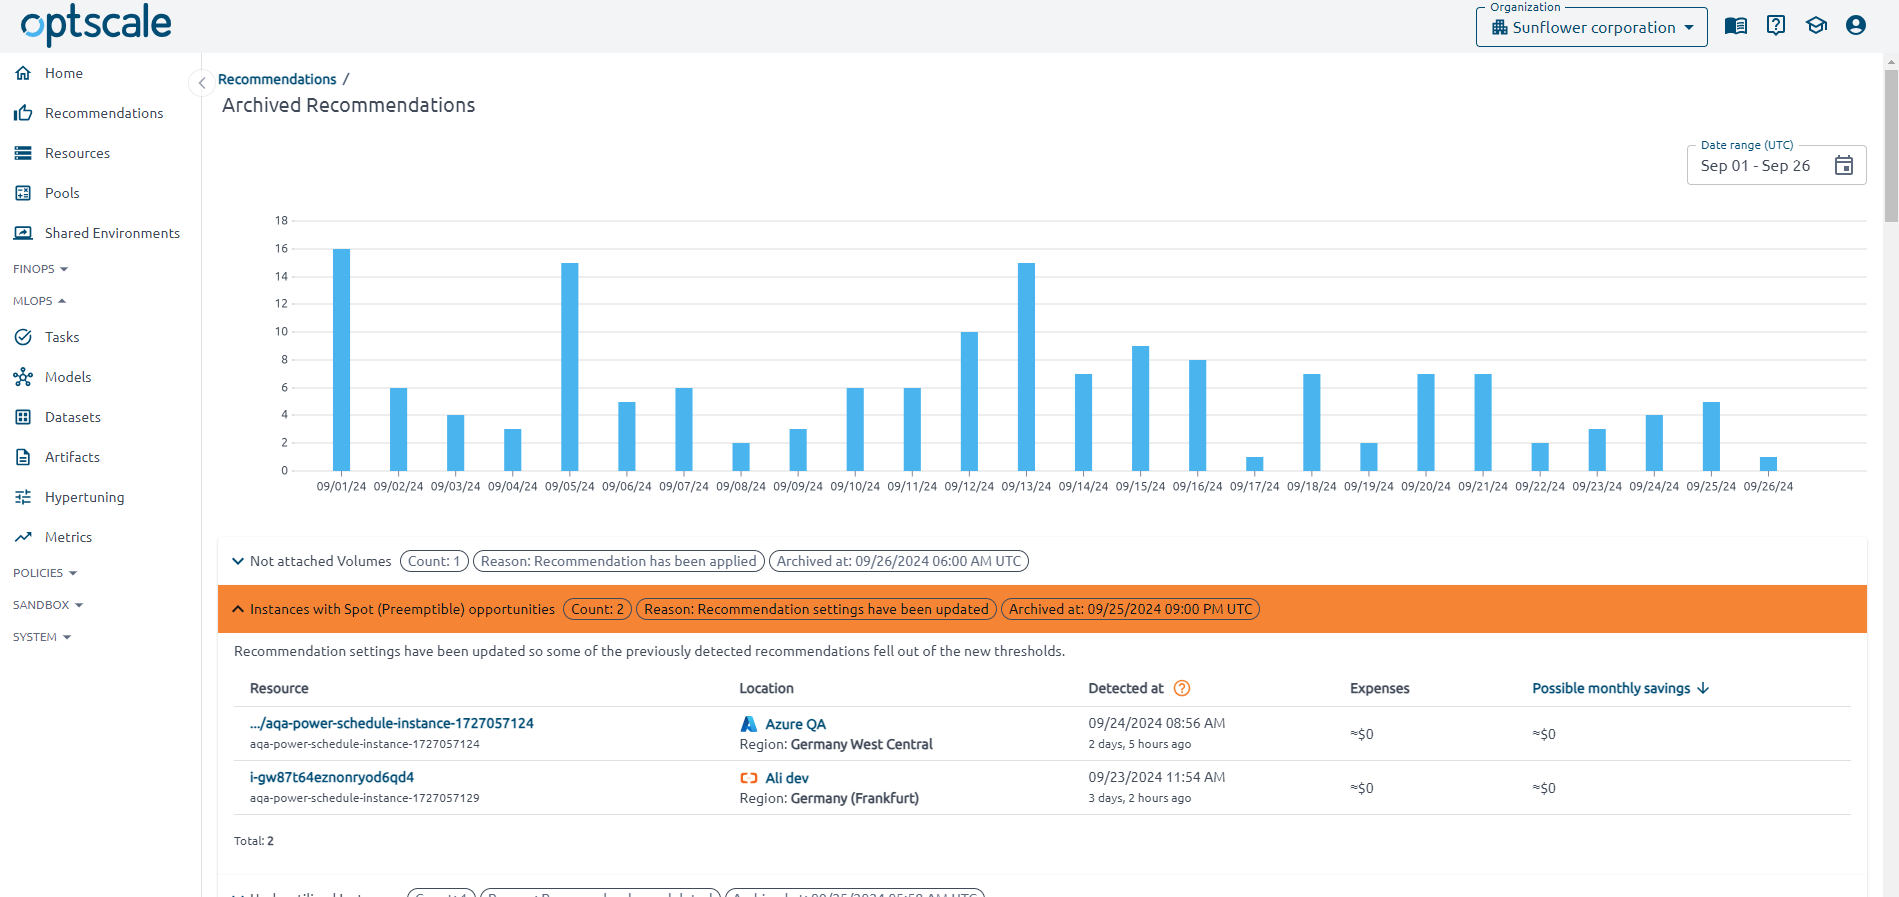 optscale
Organization
Sunflower corporation
Home
Recommendations
Resources
Pools
Shared Environments
FINOPS
MLOPS
Tasks
Models
Datasets
Artifacts
Hypertuning
Metrics
POLICIES
SANDBOX
SYSTEM
Recommendations /
Archived Recommendations
Date range (UTC)
Sep 01 - Sep 26
18
16
14
12
10
8
6
4
2
0
09/01/24 09/02/24 09/03/24 09/04/24 09/05/24 09/06/24 09/07/24 09/08/24 09/09/24 09/10/24 09/11/24 09/12/24 09/13/24 09/14/24 09/15/24 09/16/24 09/17/24 09/18/24 09/19/24 09/20/24 09/21/24 09/22/24 09/23/24 09/24/24 09/25/24 09/26/24
Not attached Volumes Count: 1 Reason: Recommendation has been applied Archived at: 09/26/2024 06:00 AM UTC
Instances with Spot (Preemptible) opportunities Count: 2 Reason: Recommendation settings have been updated Archived at: 09/25/2024 09:00 PM UTC
Recommendation settings have been updated so some of the previously detected recommendations fell out of the new thresholds.
Resource Location Detected at Expenses Possible monthly savings
.../aqa-power-schedule-instance-1727057124 Azure QA 09/24/2024 08:56 AM ≈$0 ≈$0
aqa-power-schedule-instance-1727057124 Region: Germany West Central 2 days, 5 hours ago
i-gw87t64eznonryod6qd4 Ali dev 09/23/2024 11:54 AM ≈$0 ≈$0
aqa-power-schedule-instance-1727057129 Region: Germany (Frankfurt) 3 days, 2 hours ago
Total: 2